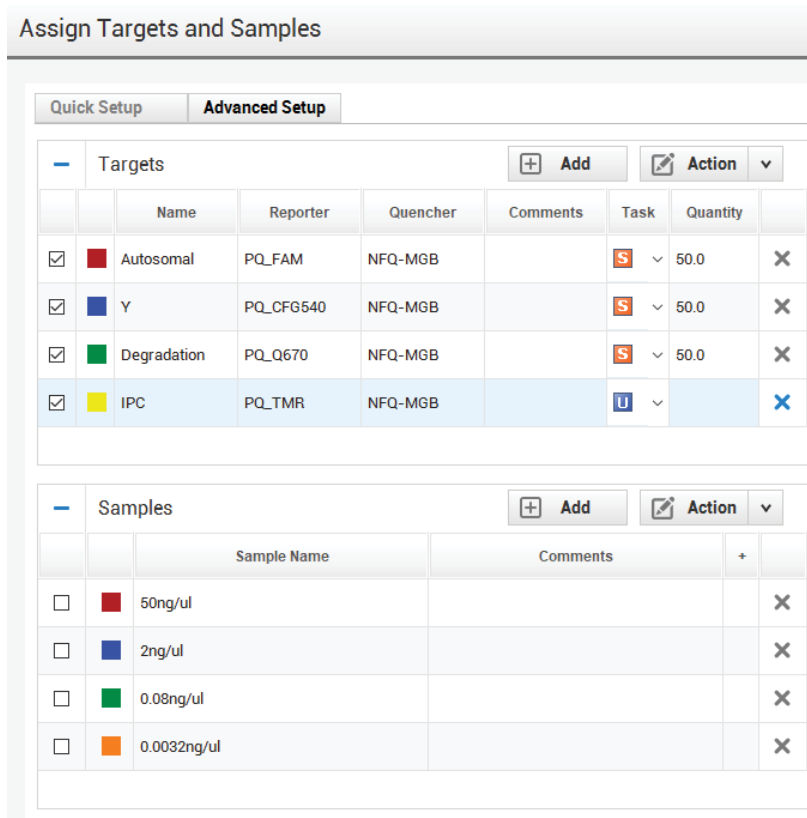 Assign Targets and Samples
Quick Setup Advanced Setup
Targets Add Action
Name Reporter Quencher Comments Task Quantity
Autosomal PQ_FAM NFQ-MGB S 50.0
Y PQ_CFG540 NFQ-MGB S 50.0
Degradation PQ_Q670 NFQ-MGB S 50.0
IPC PQ_TMR NFQ-MGB U
Samples Add Action
Sample Name Comments +
50ng/ul
2ng/ul
0.08ng/ul
0.0032ng/ul